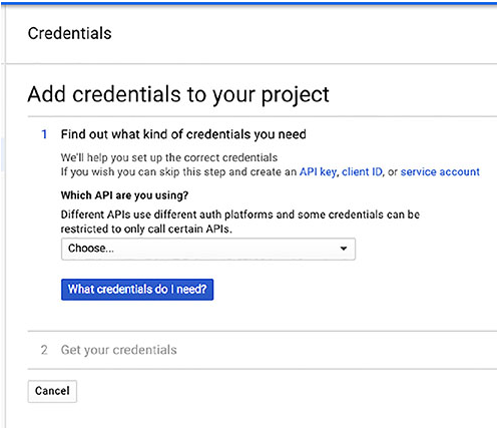 Credentials
Add credentials to your project
1 Find out what kind of credentials you need
We'll help you set up the correct credentials
If you wish you can skip this step and create an API key, client ID, or service account
Which API are you using?
Different APIs use different auth platforms and some credentials can be
restricted to only call certain APIs.
Choose...
What credentials do I need?
2 Get your credentials
Cancel